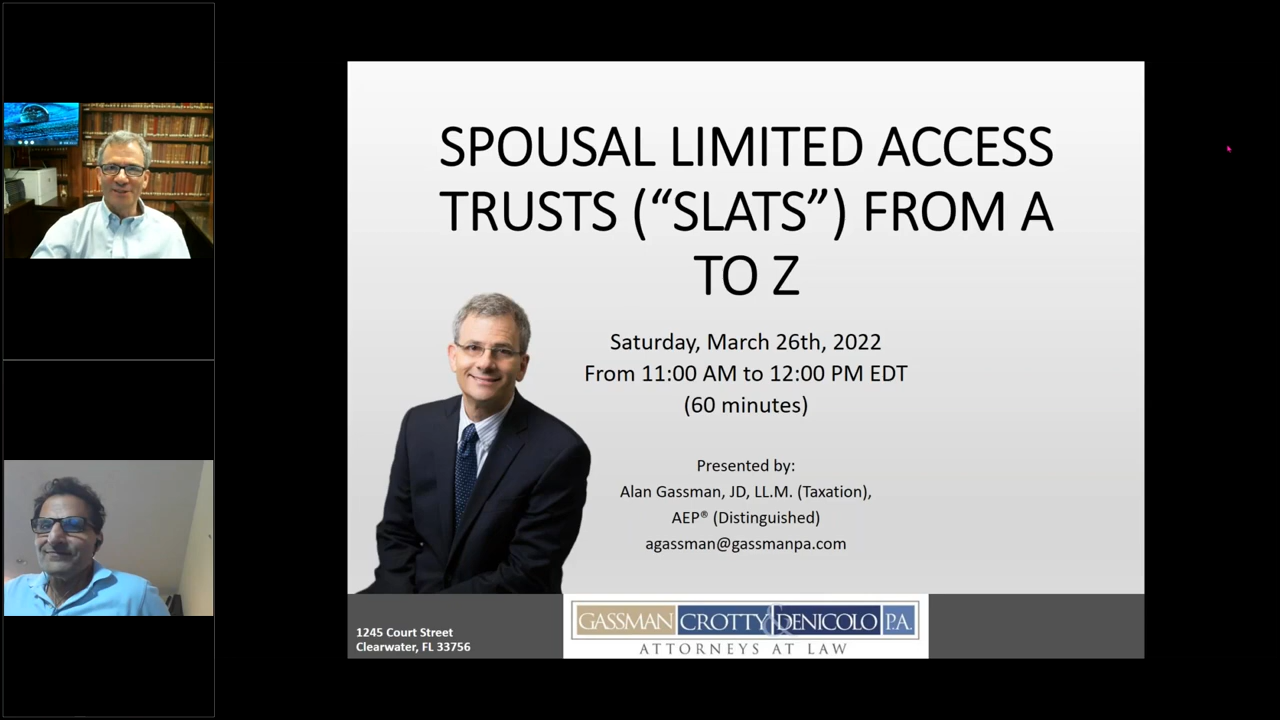 SPOUSAL LIMITED ACCESS
TRUSTS (“SLATS”) FROM A
TO Z
Saturday, March 26th, 2022
From 11:00 AM to 12:00 PM EDT
(60 minutes)
Presented by:
Alan Gassman, JD, LL.M. (Taxation),
AEP® (Distinguished)
agassman@gassmanpa.com
1245 Court Street
Clearwater, FL 33756
GASSMAN CROTTY & DENICOLO P.A.
ATTORNEYS AT LAW